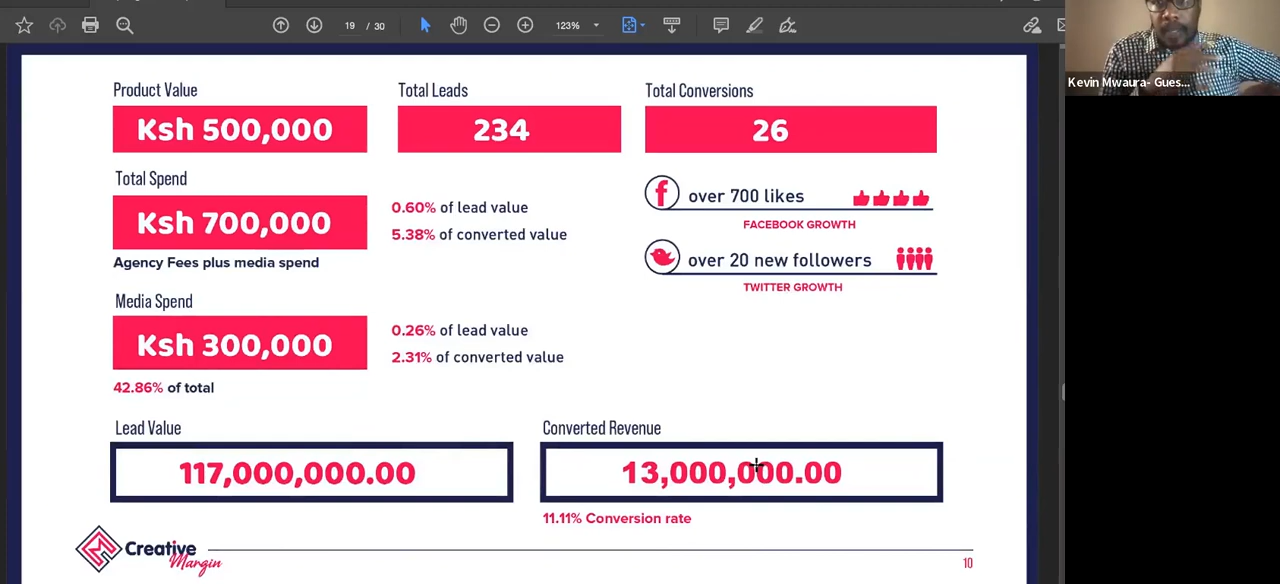 19 / 30
123%
Kevin Mwaura- Gues...
Product Value
Total Leads
Total Conversions
Ksh 500,000
234
26
Total Spend
Ksh 700,000
0.60% of lead value
5.38% of converted value
over 700 likes
FACEBOOK GROWTH
Agency Fees plus media spend
over 20 new followers
TWITTER GROWTH
Media Spend
Ksh 300,000
0.26% of lead value
2.31% of converted value
42.86% of total
Lead Value
Converted Revenue
117,000,000.00
13,000,000.00
11.11% Conversion rate
Creative
Margin
10